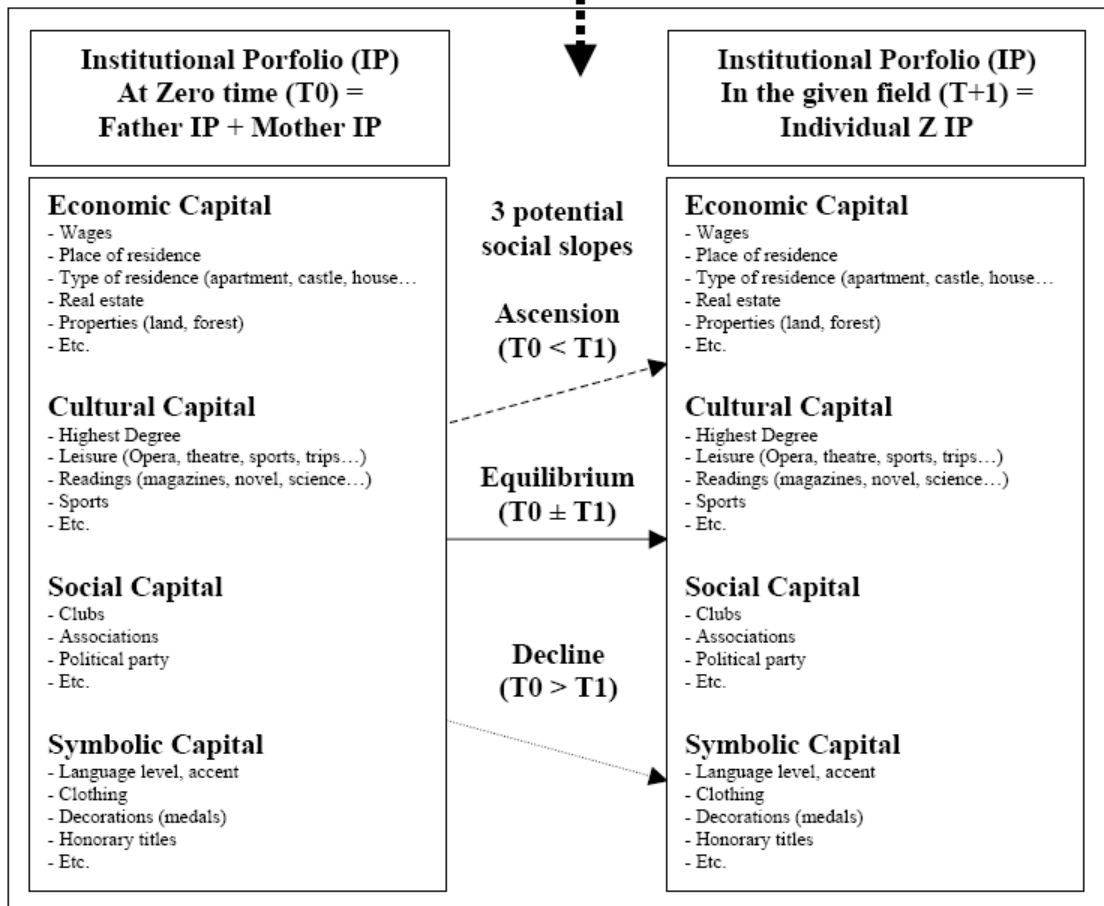 Institutional Porfolio (IP)
At Zero time (T0) =
Father IP + Mother IP
Institutional Porfolio (IP)
In the given field (T+1) =
Individual Z IP
Economic Capital
- Wages
- Place of residence
- Type of residence (apartment, castle, house…
- Real estate
- Properties (land, forest)
- Etc.
Cultural Capital
- Highest Degree
- Leisure (Opera, theatre, sports, trips…)
- Readings (magazines, novel, science…)
- Sports
- Etc.
Social Capital
- Clubs
- Associations
- Political party
- Etc.
Symbolic Capital
- Language level, accent
- Clothing
- Decorations (medals)
- Honorary titles
- Etc.
3 potential
social slopes
Ascension
(T0 < T1)
Equilibrium
(T0 ± T1)
Decline
(T0 > T1)
Economic Capital
- Wages
- Place of residence
- Type of residence (apartment, castle, house…
- Real estate
- Properties (land, forest)
- Etc.
Cultural Capital
- Highest Degree
- Leisure (Opera, theatre, sports, trips…)
- Readings (magazines, novel, science…)
- Sports
- Etc.
Social Capital
- Clubs
- Associations
- Political party
- Etc.
Symbolic Capital
- Language level, accent
- Clothing
- Decorations (medals)
- Honorary titles
- Etc.